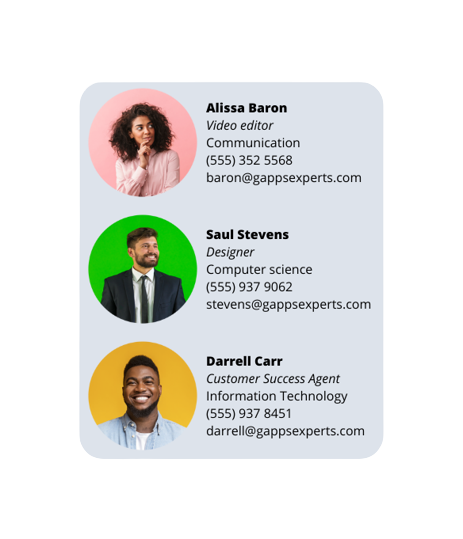 Alissa Baron
Video editor
Communication
(555) 352 5568
baron@gappsexperts.com
Saul Stevens
Designer
Computer science
(555) 937 9062
stevens@gappsexperts.com
Darrell Carr
Customer Success Agent
Information Technology
(555) 937 8451
darrell@gappsexperts.com